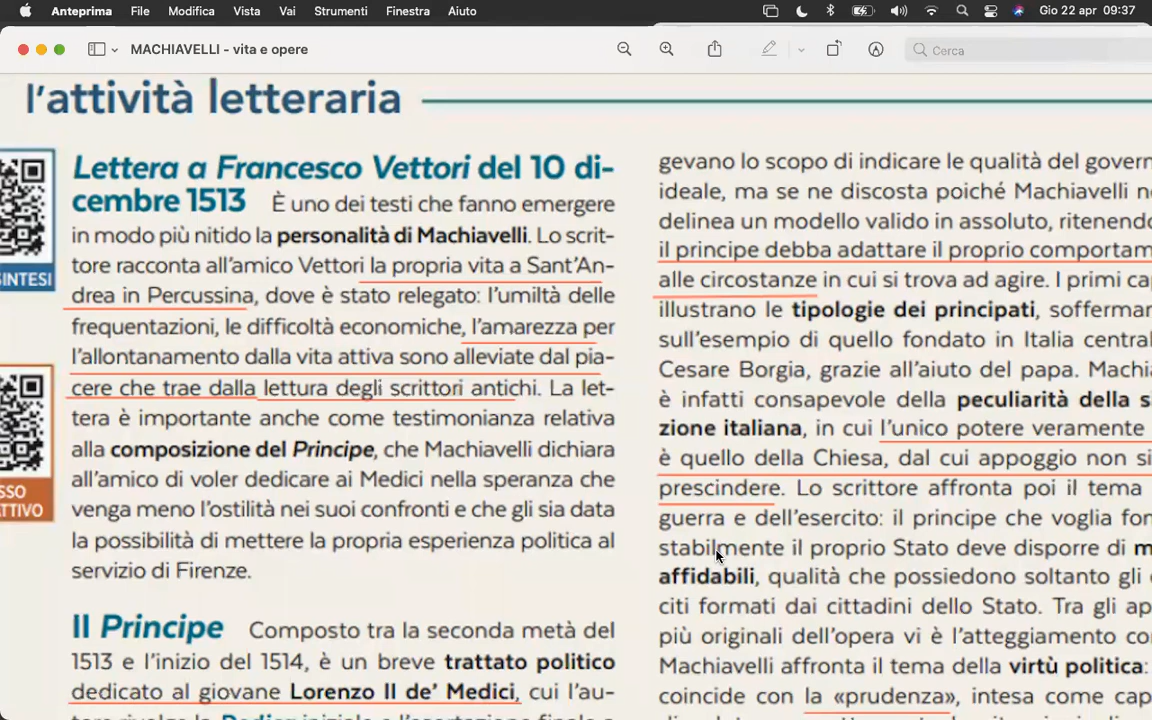 Anteprima File Modifica Vista Vai Strumenti Finestra Aiuto Gio 22 apr 09:37
MACHIAVELLI - vita e opere Cerca
l'attività letteraria
SINTESI
Lettera a Francesco Vettori del 10 di-
cembre 1513 È uno dei testi che fanno emergere
in modo più nitido la personalità di Machiavelli. Lo scrit-
tore racconta all'amico Vettori la propria vita a Sant'An-
drea in Percussina, dove è stato relegato: l'umiltà delle
frequentazioni, le difficoltà economiche, l'amarezza per
l'allontanamento dalla vita attiva sono alleviate dal pia-
cere che trae dalla lettura degli scrittori antichi. La let-
tera è importante anche come testimonianza relativa
alla composizione del Principe, che Machiavelli dichiara
all'amico di voler dedicare ai Medici nella speranza che
venga meno l'ostilità nei suoi confronti e che gli sia data
la possibilità di mettere la propria esperienza politica al
servizio di Firenze.
Il Principe Composto tra la seconda metà del
1513 e l'inizio del 1514, è un breve trattato politico
dedicato al giovane Lorenzo II de' Medici, cui l'au-
gevano lo scopo di indicare le qualità del govern
ideale, ma se ne discosta poiché Machiavelli n
delinea un modello valido in assoluto, ritenendo
il principe debba adattare il proprio comportam
alle circostanze in cui si trova ad agire. I primi ca
illustrano le tipologie dei principati, soffermar
sull'esempio di quello fondato in Italia central
Cesare Borgia, grazie all'aiuto del papa. Machia
è infatti consapevole della peculiarità della s
zione italiana, in cui l'unico potere veramente
è quello della Chiesa, dal cui appoggio non si
prescindere. Lo scrittore affronta poi il tema
guerra e dell'esercito: il principe che voglia fon
stabilmente il proprio Stato deve disporre di m
affidabili, qualità che possiedono soltanto gli
citi formati dai cittadini dello Stato. Tra gli ap
più originali dell'opera vi è l'atteggiamento co
Machiavelli affronta il tema della virtù politica:
coincide con la «prudenza», intesa come cap